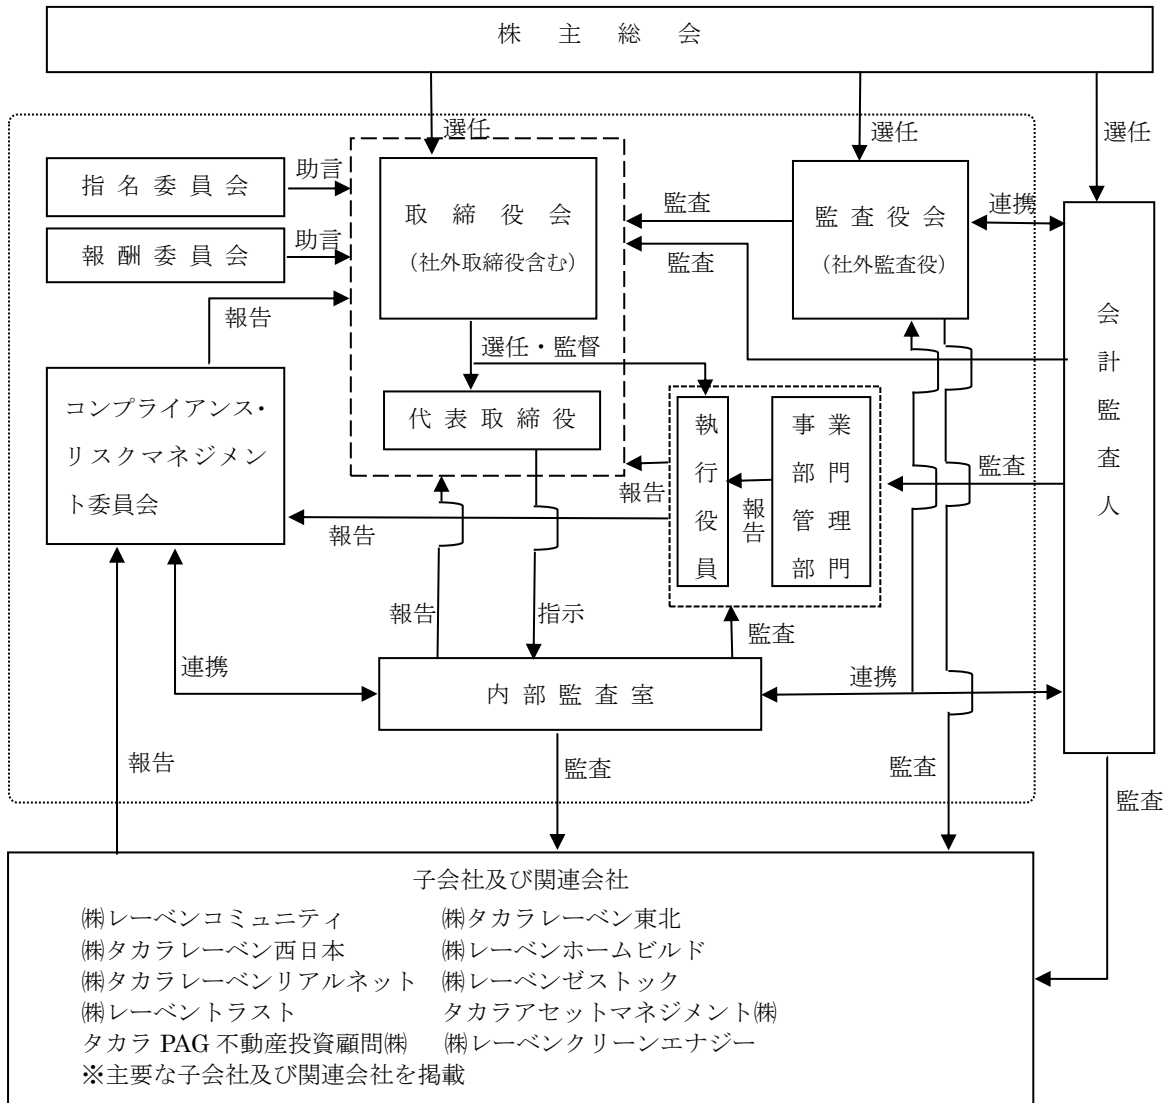 株 主 総 会
選任
選任
選任
指 名 委 員 会
助言
報 酬 委 員 会
助言
取 締 役 会
(社外取締役含む)
監査
監査
監 査 役 会
(社外監査役)
連携
会計監査人
報告
選任・監督
代 表 取 締 役
コンプライアンス・
リスクマネジメン
ト委員会
執行役員
報告
事 業
部 門
管 理
部 門
監査
報告
報告
報告
指示
監査
連携
内 部 監 査 室
連携
報告
監査
監査
監査
子会社及び関連会社
㈱レーベンコミュニティ ㈱タカラレーベン東北
㈱タカラレーベン西日本 ㈱レーベンホームビルド
㈱タカラレーベンリアルネット ㈱レーベンゼストック
㈱レーベントラスト タカラアセットマネジメント㈱
タカラ PAG 不動産投資顧問㈱ ㈱レーベンクリーンエナジー
※主要な子会社及び関連会社を掲載